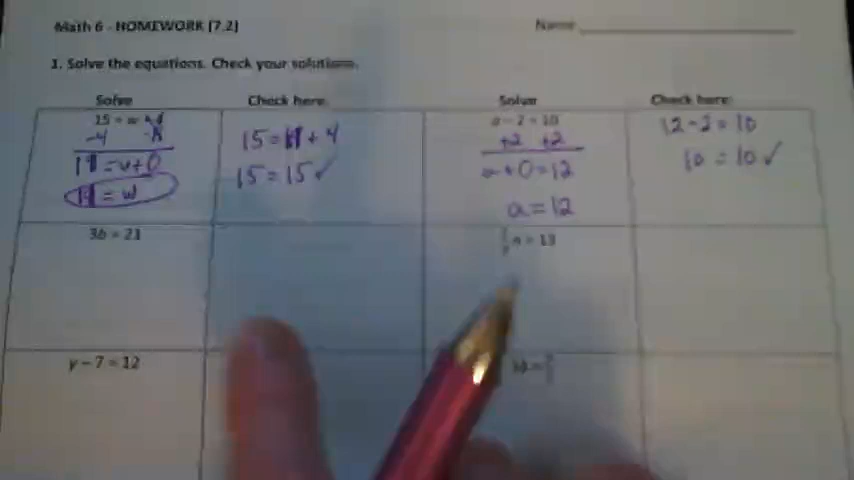 Math 6 - HOMEWORK (7.2) Name
1. Solve the equations. Check your solutions.
Solve Check here: Solve Check here:
15 = w + 4
-4 -4
11 = w + 0
11 = w
15 = 11 + 4
15 = 15 ✓
a - 2 = 10
+2 +2
a + 0 = 12
a = 12
12 - 2 = 10
10 = 10 ✓
3b = 21
n = 13
y - 7 = 12